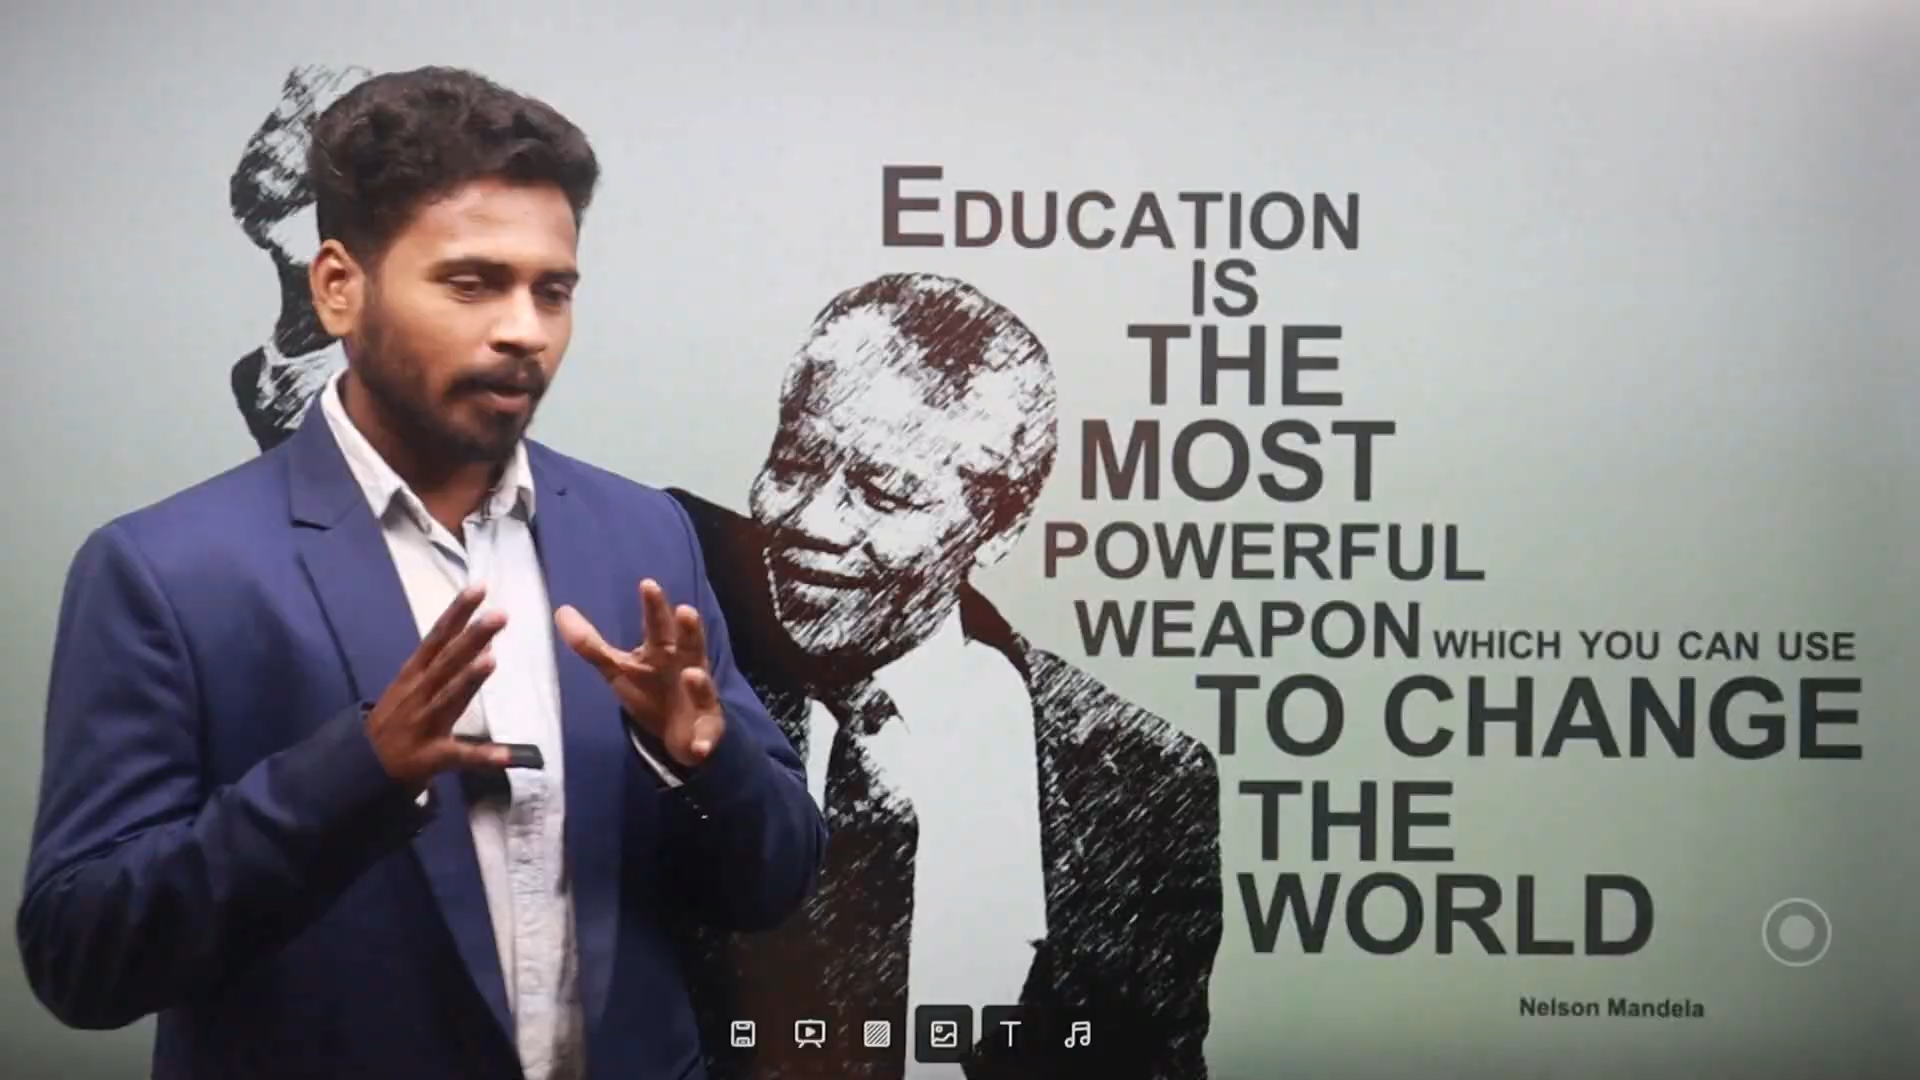 EDUCATION
IS
THE
MOST
POWERFUL
WEAPON WHICH YOU CAN USE
TO CHANGE
THE
WORLD
Nelson Mandela
T